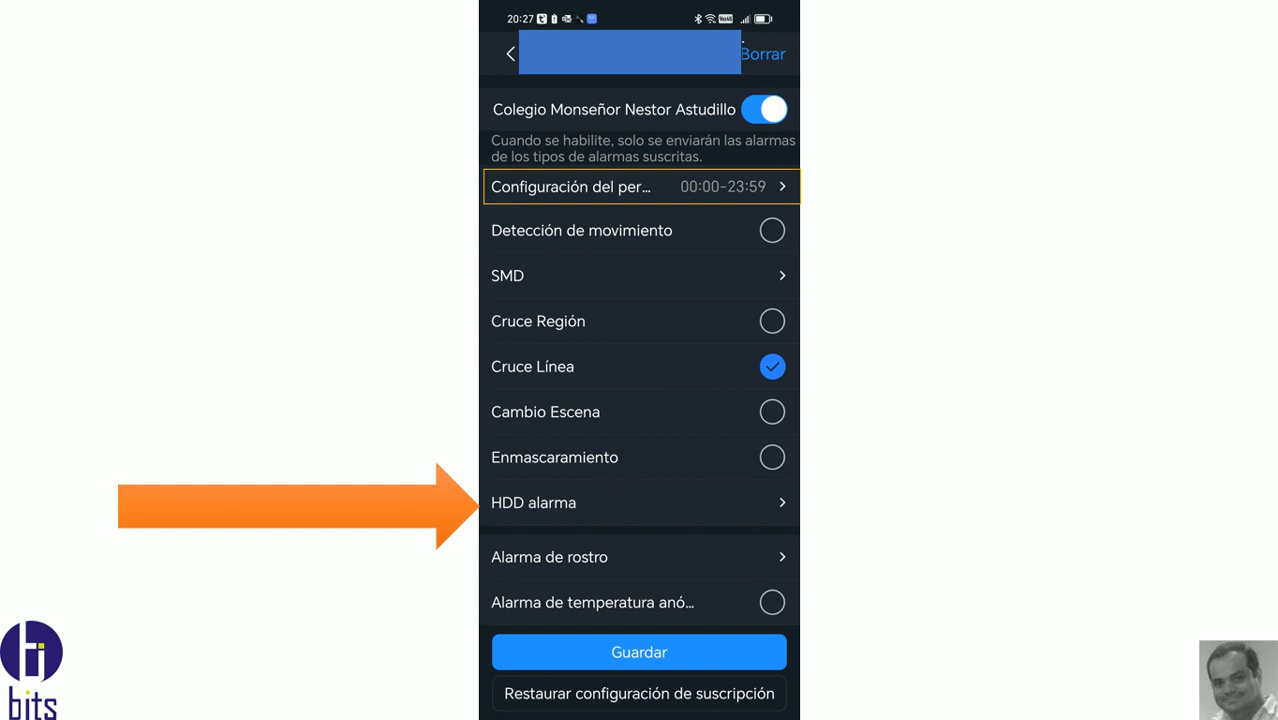 20:27
Borrar
Colegio Monseñor Nestor Astudillo
Cuando se habilite, solo se enviarán las alarmas
de los tipos de alarmas suscritas.
Configuración del per... 00:00-23:59
Detección de movimiento
SMD
Cruce Región
Cruce Línea
Cambio Escena
Enmascaramiento
HDD alarma
Alarma de rostro
Alarma de temperatura anó...
Guardar
Restaurar configuración de suscripción
hi
bits